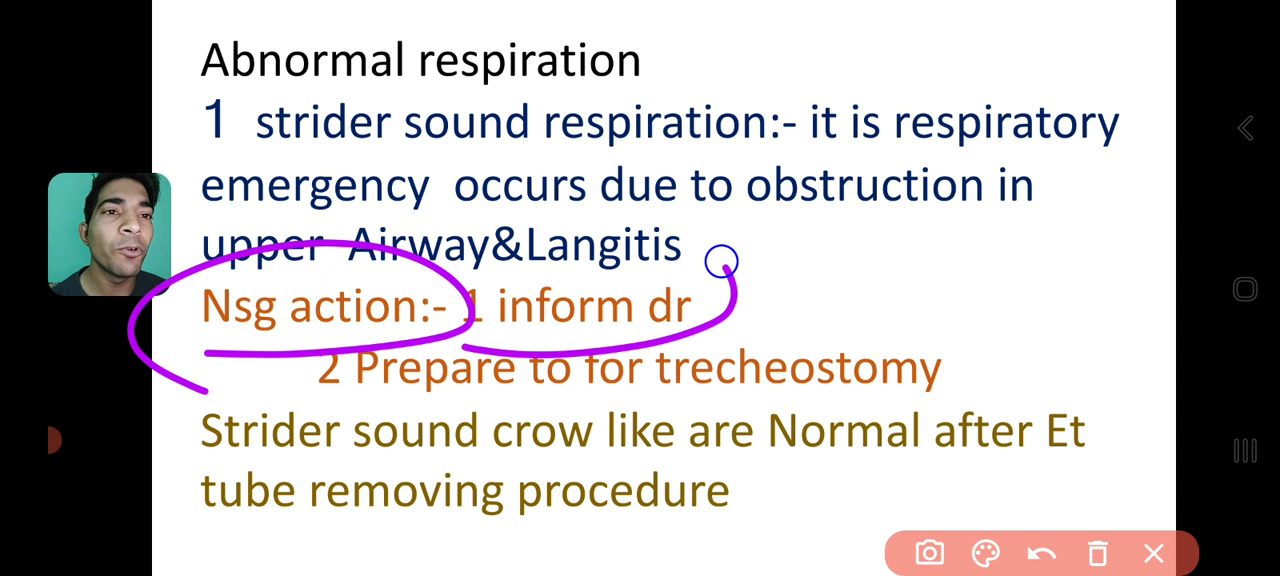 Abnormal respiration
1 strider sound respiration:- it is respiratory
emergency occurs due to obstruction in
upper Airway&Langitis
Nsg action:- 1 inform dr
2 Prepare to for trecheostomy
Strider sound crow like are Normal after Et
tube removing procedure